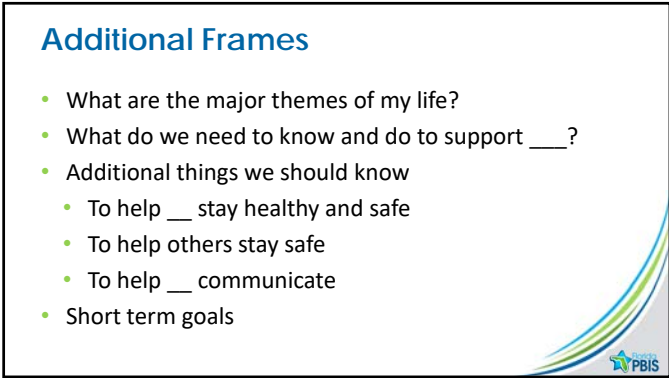 Additional Frames
• What are the major themes of my life?
• What do we need to know and do to support ___?
• Additional things we should know
• To help __ stay healthy and safe
• To help others stay safe
• To help __ communicate
• Short term goals
Florida
PBIS